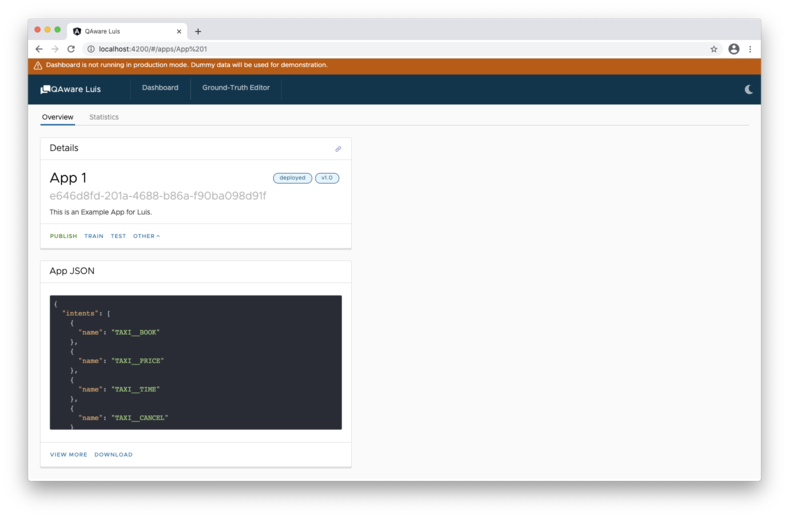 QAware Luis
localhost:4200/#/apps/App%201
Dashboard is not running in production mode. Dummy data will be used for demonstration.
QAware Luis Dashboard Ground-Truth Editor
Overview Statistics
Details
App 1 deployed v1.0
e646d8fd-201a-4688-b86a-f90ba098d91f
This is an Example App for Luis.
PUBLISH TRAIN TEST OTHER
App JSON
{
"intents": [
{
"name": "TAXI__BOOK"
},
{
"name": "TAXI__PRICK"
},
{
"name": "TAXI__TIME"
},
{
"name": "TAXI__CANCEL"
}
VIEW MORE DOWNLOAD